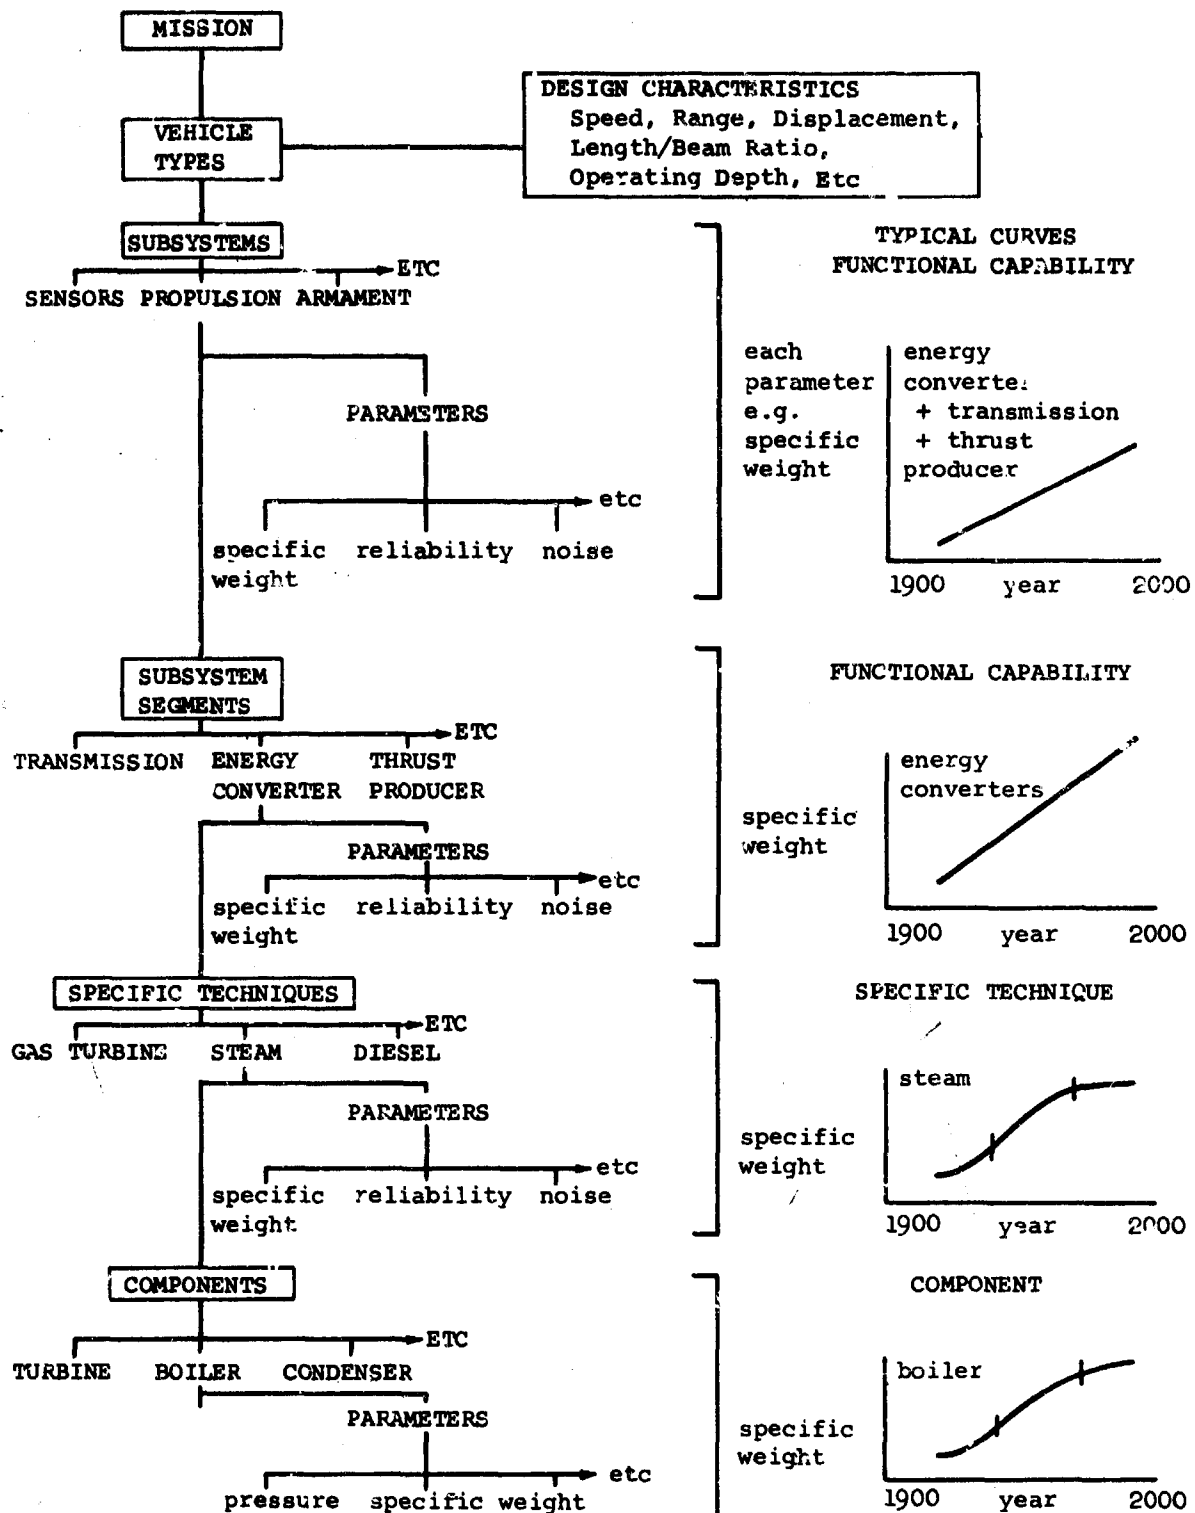 MISSION
VEHICLE
TYPES
DESIGN CHARACTERISTICS
Speed, Range, Displacement,
Length/Beam Ratio,
Operating Depth, Etc
SUBSYSTEMS
ETC
SENSORS PROPULSION ARMAMENT
PARAMETERS
etc
specific reliability noise
weight
TYPICAL CURVES
FUNCTIONAL CAPABILITY
each
parameter
e.g.
specific
weight
energy
converter
+ transmission
+ thrust
producer
1900 year 2000
SUBSYSTEM
SEGMENTS
ETC
TRANSMISSION ENERGY THRUST
CONVERTER PRODUCER
PARAMETERS
etc
specific reliability noise
weight
FUNCTIONAL CAPABILITY
energy
converters
specific
weight
1900 year 2000
SPECIFIC TECHNIQUES
ETC
GAS TURBINE STEAM DIESEL
PARAMETERS
etc
specific reliability noise
weight
SPECIFIC TECHNIQUE
steam
specific
weight
1900 year 2000
COMPONENTS
ETC
TURBINE BOILER CONDENSER
PARAMETERS
etc
pressure specific weight
COMPONENT
boiler
specific
weight
1900 year 2000